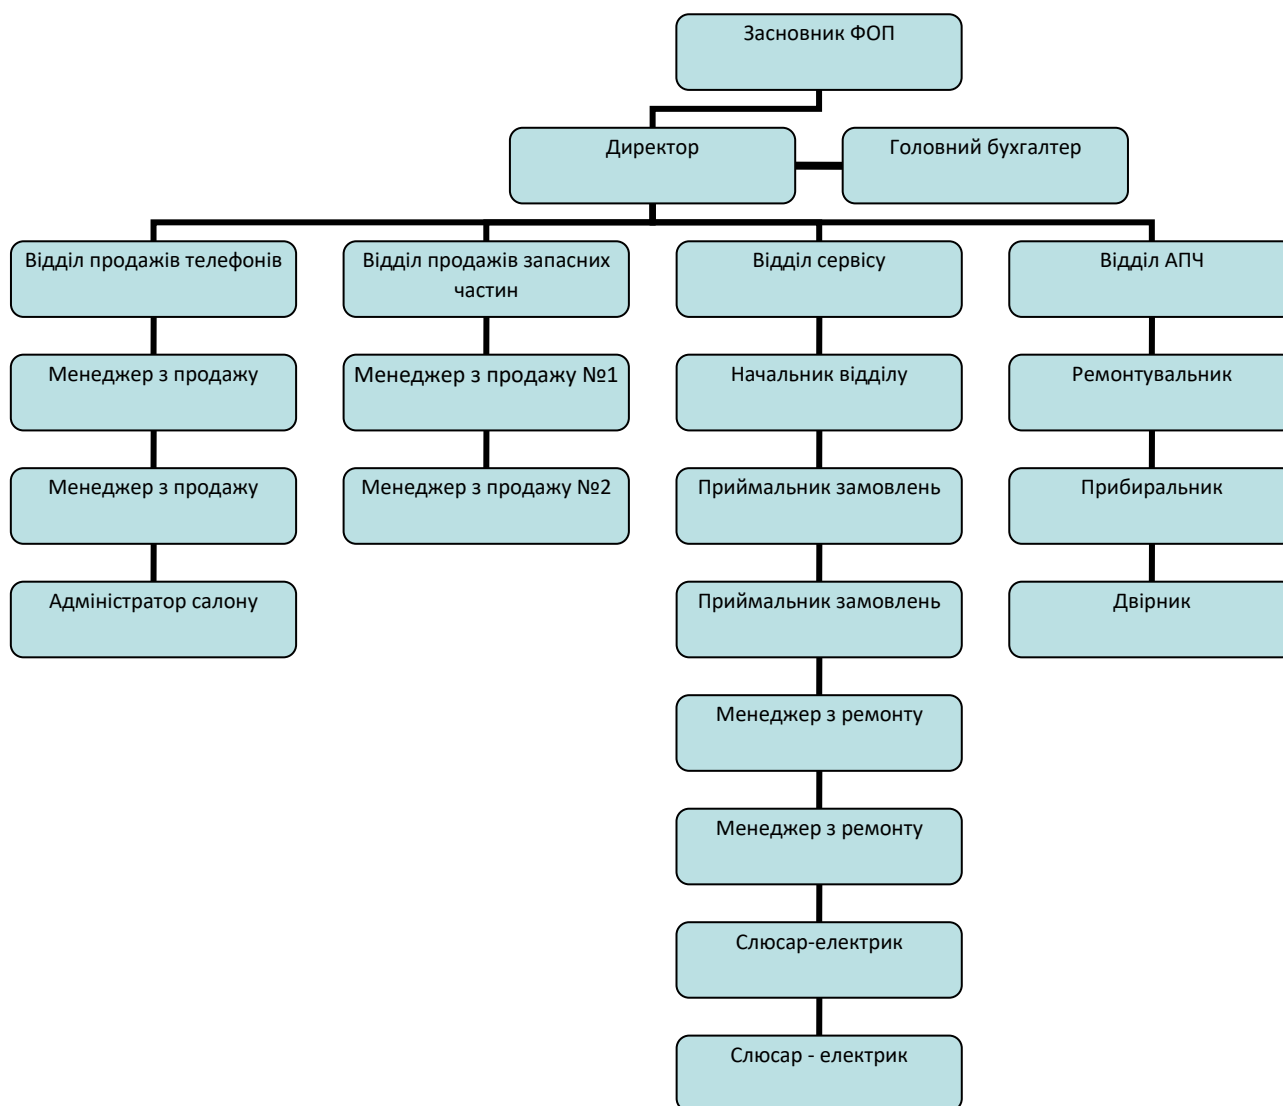 Засновник ФОП
Директор
Головний бухгалтер
Відділ продажів телефонів
Відділ продажів запасних
частин
Відділ сервісу
Відділ АПЧ
Менеджер з продажу
Менеджер з продажу №1
Начальник відділу
Ремонтувальник
Менеджер з продажу
Менеджер з продажу №2
Приймальник замовлень
Прибиральник
Адміністратор салону
Приймальник замовлень
Двірник
Менеджер з ремонту
Менеджер з ремонту
Слюсар-електрик
Слюсар - електрик